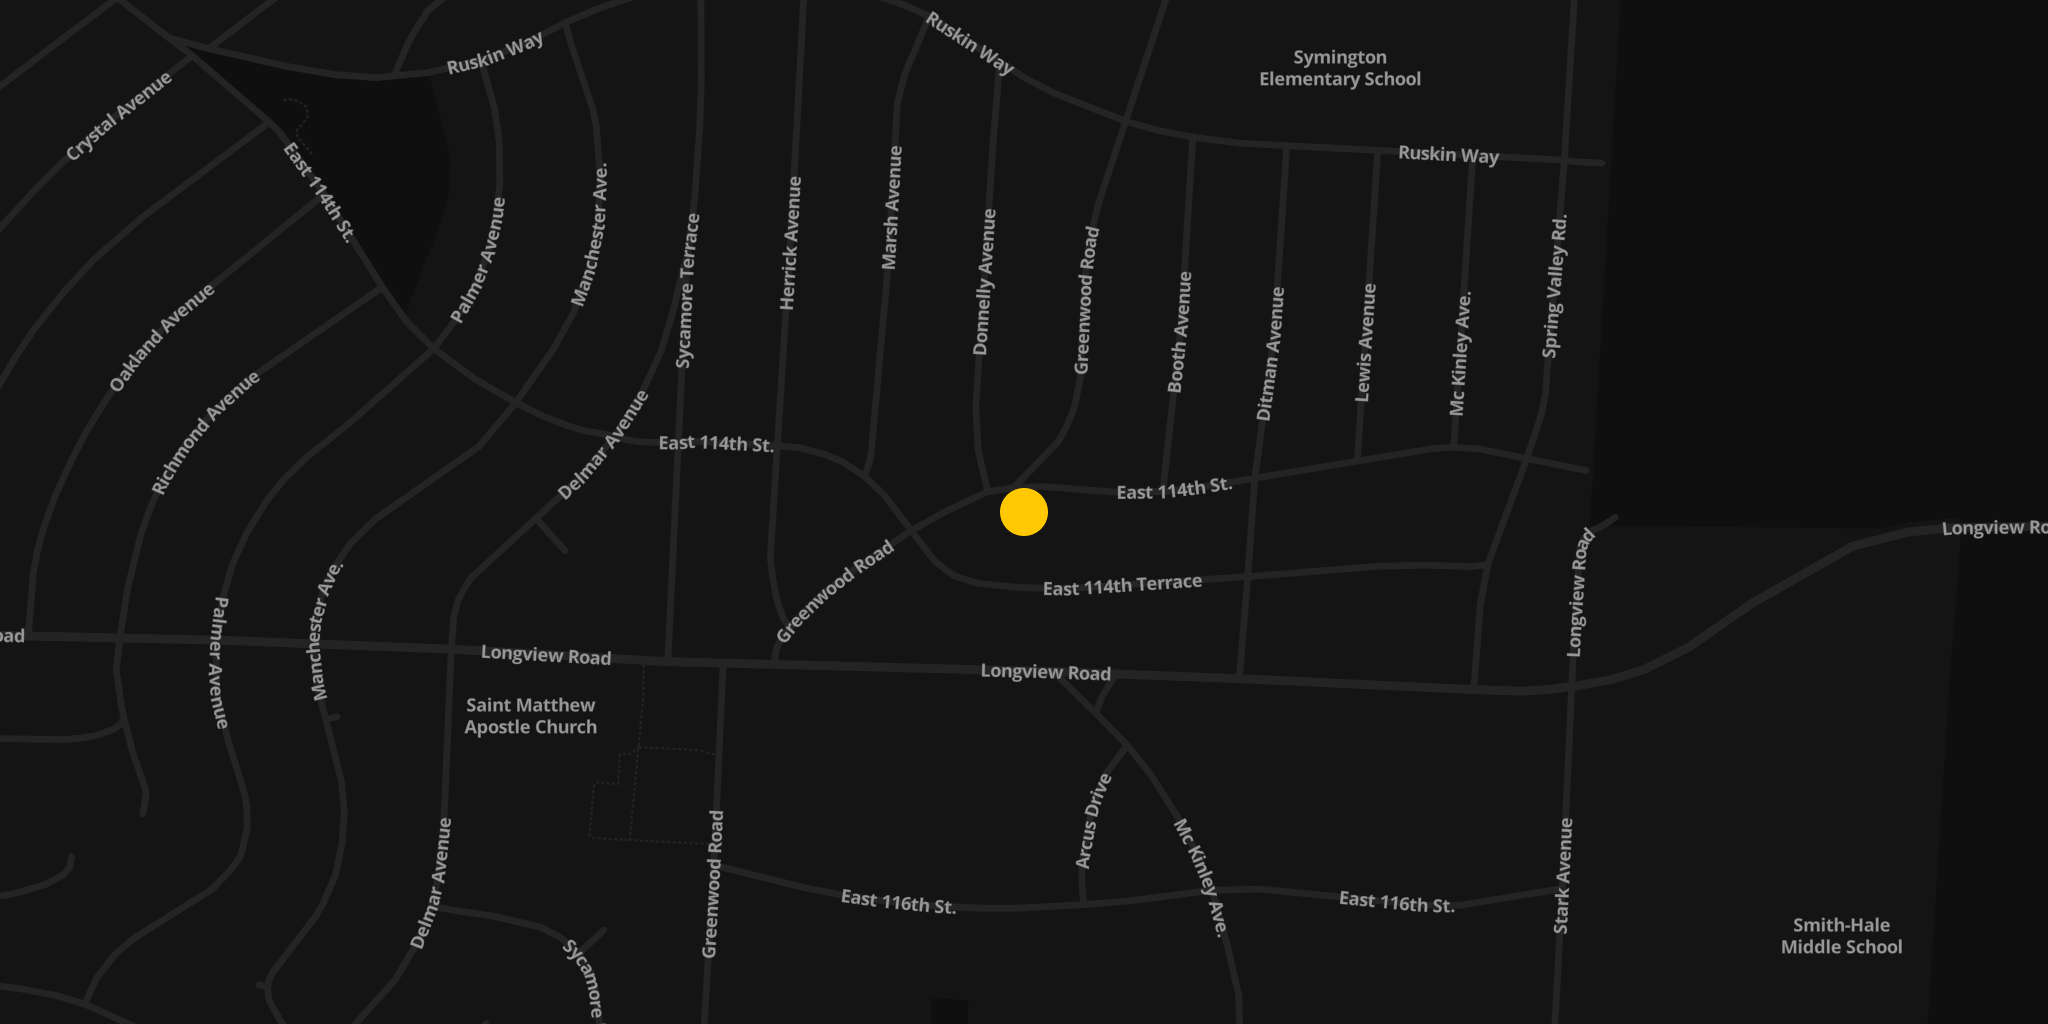 Ruskin Way
Ruskin Way
Symington
Elementary School
Crystal Avenue
East 114th St.
Ruskin Way
Palmer Avenue
Manchester Ave.
Sycamore Terrace
Herrick Avenue
Marsh Avenue
Donnelly Avenue
Greenwood Road
Booth Avenue
Ditman Avenue
Lewis Avenue
Mc Kinley Ave.
Spring Valley Rd.
Oakland Avenue
Richmond Avenue
Delmar Avenue
East 114th St.
East 114th St.
Longview Ro
Greenwood Road
East 114th Terrace
Longview Road
Manchester Ave.
Palmer Avenue
oad
Longview Road
Longview Road
Saint Matthew
Apostle Church
Arcus Drive
Mc Kinley Ave.
Delmar Avenue
Greenwood Road
East 116th St.
East 116th St.
Stark Avenue
Smith-Hale
Middle School
Sycamore